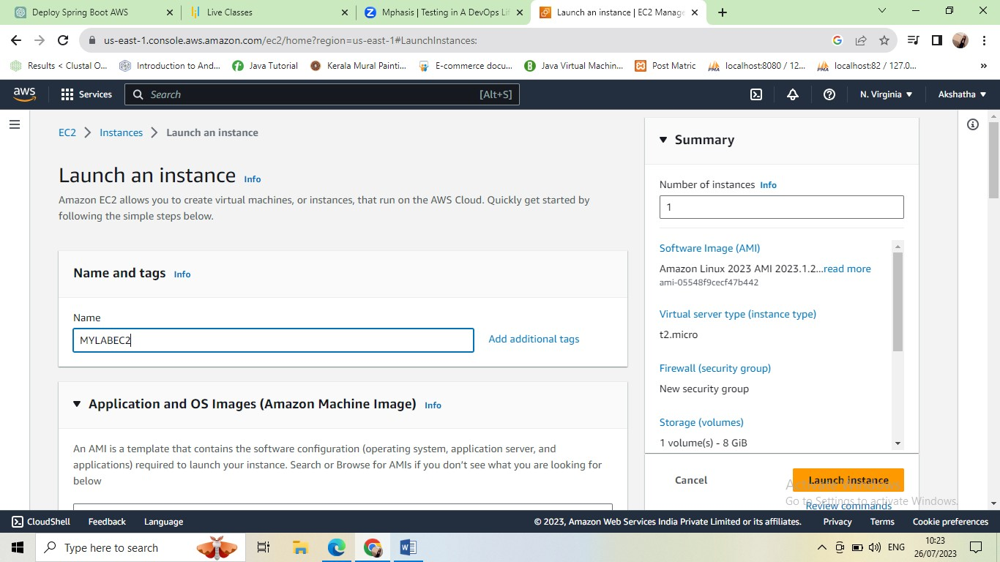 Deploy Spring Boot AWS
Live Classes
Mphasis | Testing in A DevOps Li
Launch an instance | EC2 Manage
us-east-1.console.aws.amazon.com/ec2/home?region=us-east-1#LaunchInstances:
Results < Clustal O...
Introduction to And...
Java Tutorial
Kerala Mural Painti...
E-commerce docu...
Java Virtual Machin...
Post Matric
localhost:8080 / 12...
localhost:82 / 127.0...
aws
Services
Search
[Alt+S]
N. Virginia
Akshatha
EC2 > Instances > Launch an instance
Launch an instance Info
Amazon EC2 allows you to create virtual machines, or instances, that run on the AWS Cloud. Quickly get started by
following the simple steps below.
Name and tags Info
Name
MYLABEC2
Add additional tags
Application and OS Images (Amazon Machine Image) Info
An AMI is a template that contains the software configuration (operating system, application server, and
applications) required to launch your instance. Search or Browse for AMIs if you don't see what you are looking for
below
Summary
Number of instances Info
1
Software Image (AMI)
Amazon Linux 2023 AMI 2023.1.2...read more
ami-05548f9cecf47b442
Virtual server type (instance type)
t2.micro
Firewall (security group)
New security group
Storage (volumes)
1 volume(s) - 8 GiB
Cancel
Launch instance
Review commands
Go to Settings to activate Windows.
CloudShell
Feedback
Language
© 2023, Amazon Web Services India Private Limited or its affiliates.
Privacy
Terms
Cookie preferences
Type here to search
ENG
10:23
26/07/2023